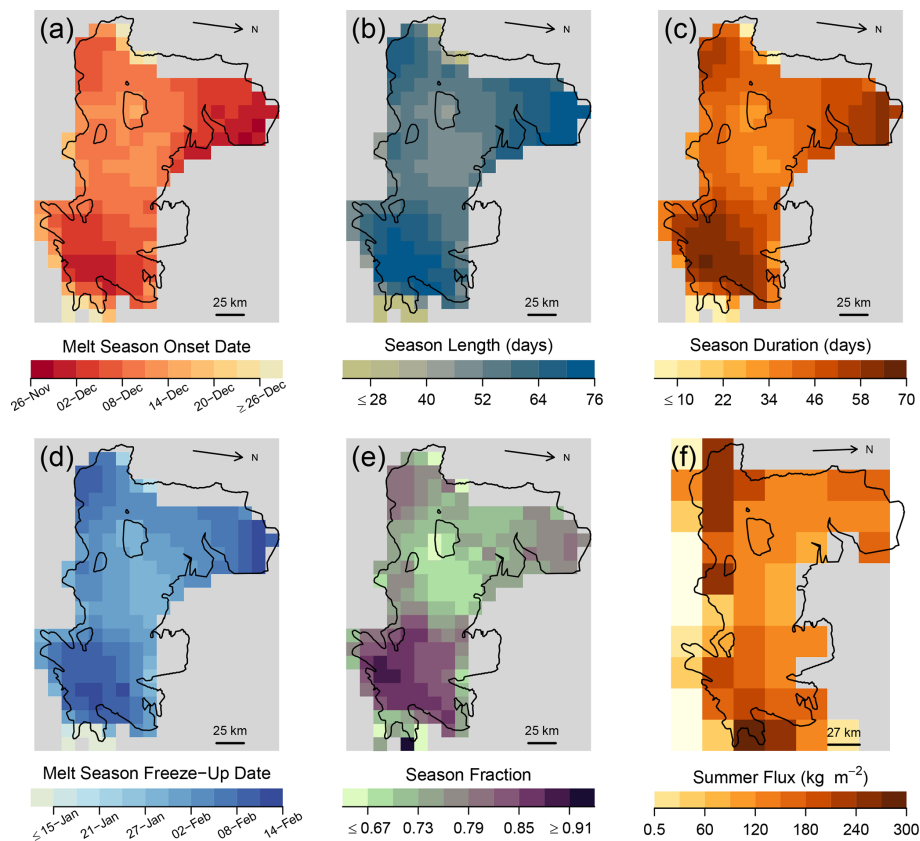 (a) N (b) N (c) N
25 km 25 km 25 km
Melt Season Onset Date Season Length (days) Season Duration (days)
26−Nov 02−Dec 08−Dec 14−Dec 20−Dec ≥ 26−Dec ≤ 28 40 52 64 76 ≤ 10 22 34 46 58 70
(d) N (e) N (f) N
25 km 25 km 27 km
Melt Season Freeze−Up Date Season Fraction Summer Flux (kg m⁻²)
≤ 15−Jan 21−Jan 27−Jan 02−Feb 08−Feb 14−Feb ≤ 0.67 0.73 0.79 0.85 ≥ 0.91 0.5 60 120 180 240 300